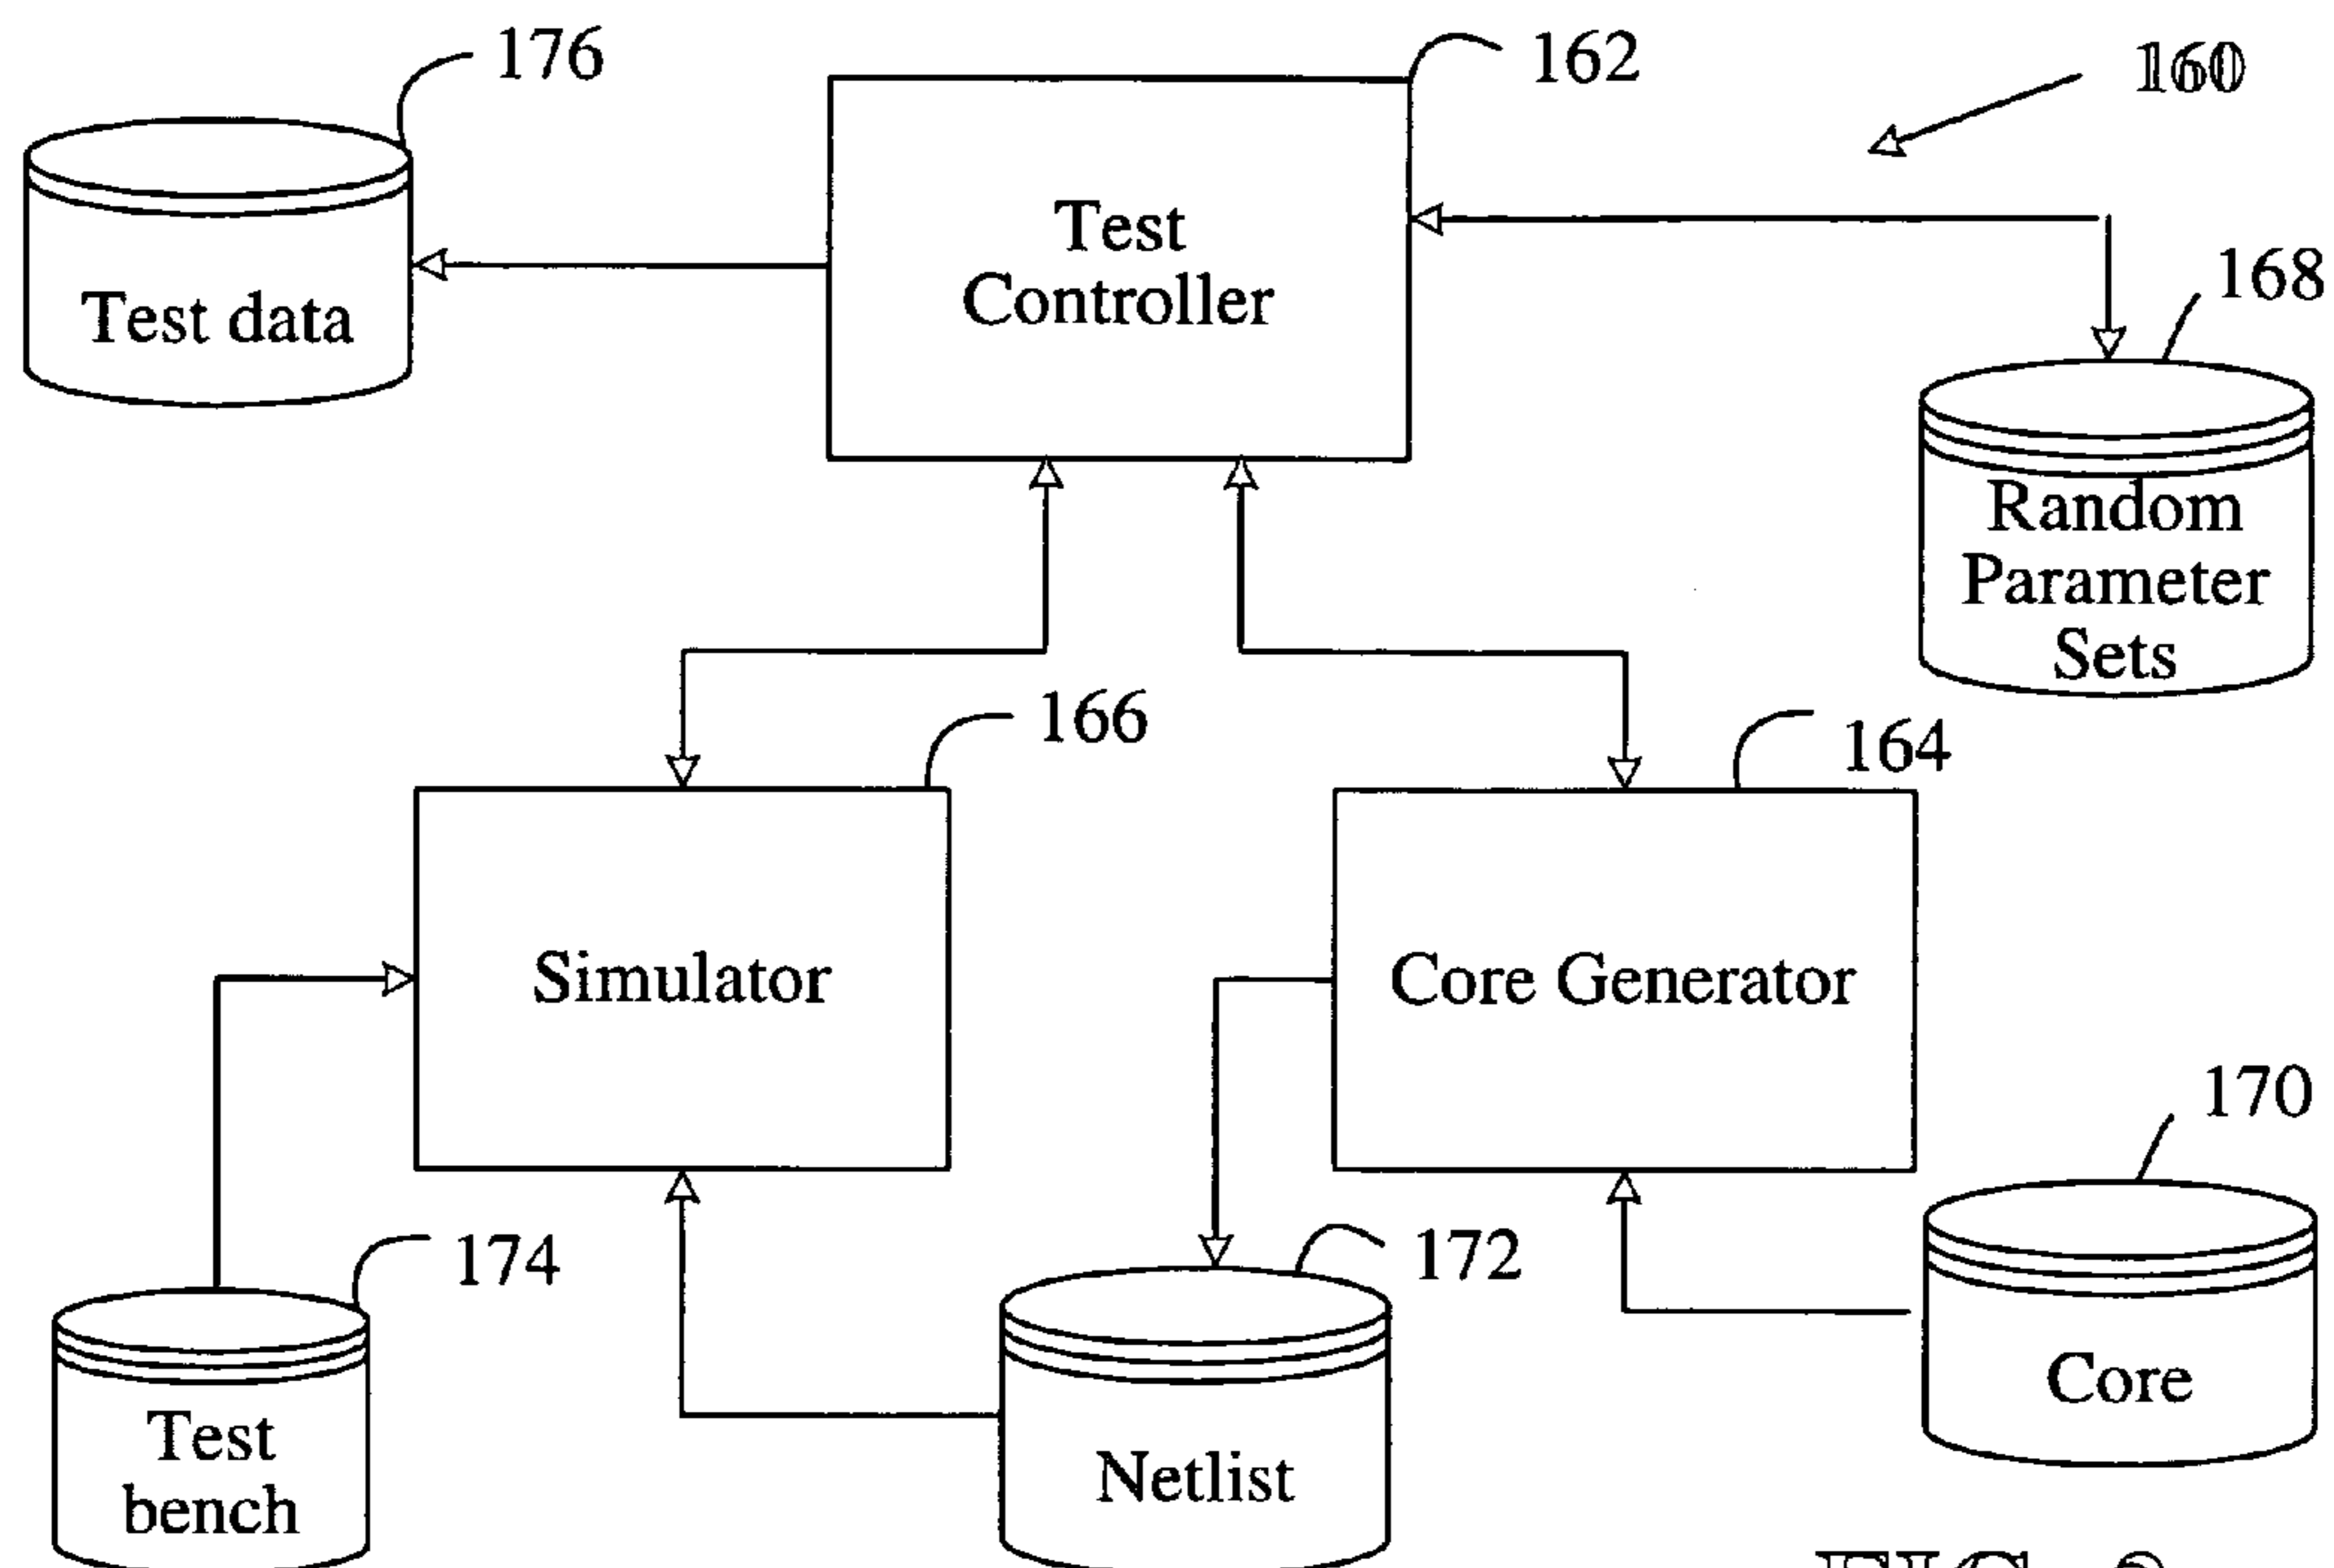 176
162
160
Test data
Test
Controller
168
Random
Parameter
Sets
166
164
Simulator
Core Generator
170
174
172
Test
bench
Netlist
Core